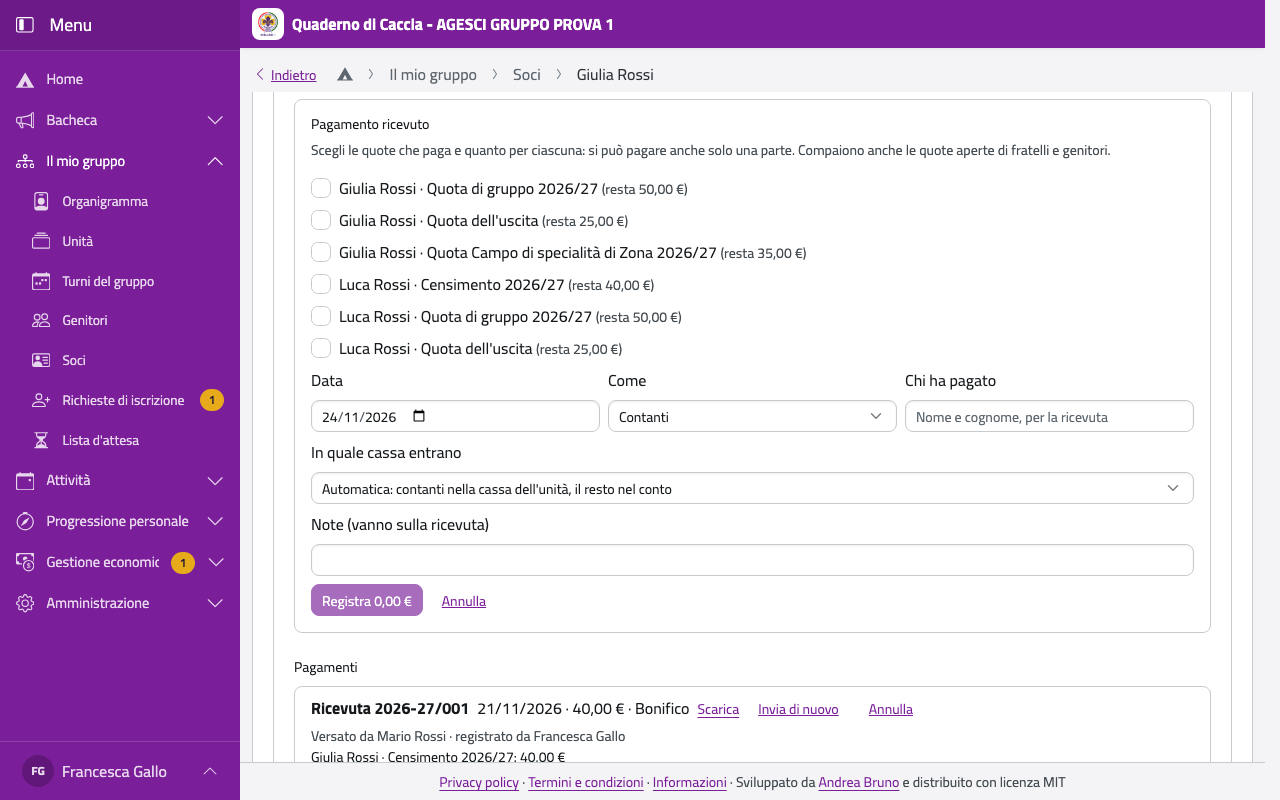 Menu
Quaderno di Caccia - AGESCI GRUPPO PROVA 1
Indietro
Il mio gruppo
Soci
Giulia Rossi
Home
Bacheca
Il mio gruppo
Organigramma
Unità
Turni del gruppo
Genitori
Soci
Richieste di iscrizione 1
Lista d'attesa
Attività
Progressione personale
Gestione economic 1
Amministrazione
FG Francesca Gallo
Pagamento ricevuto
Scegli le quote che paga e quanto per ciascuna: si può pagare anche solo una parte. Compaiono anche le quote aperte di fratelli e genitori.
Giulia Rossi · Quota di gruppo 2026/27 (resta 50,00 €)
Giulia Rossi · Quota dell'uscita (resta 25,00 €)
Giulia Rossi · Quota Campo di specialità di Zona 2026/27 (resta 35,00 €)
Luca Rossi · Censimento 2026/27 (resta 40,00 €)
Luca Rossi · Quota di gruppo 2026/27 (resta 50,00 €)
Luca Rossi · Quota dell'uscita (resta 25,00 €)
Data Come Chi ha pagato
24/11/2026 Contanti Nome e cognome, per la ricevuta
In quale cassa entrano
Automatica: contanti nella cassa dell'unità, il resto nel conto
Note (vanno sulla ricevuta)
Registra 0,00 € Annulla
Pagamenti
Ricevuta 2026-27/001 21/11/2026 · 40,00 € · Bonifico Scarica Invia di nuovo Annulla
Versato da Mario Rossi · registrato da Francesca Gallo
Giulia Rossi · Censimento 2026/27: 40,00 €
Privacy policy · Termini e condizioni · Informazioni · Sviluppato da Andrea Bruno e distribuito con licenza MIT